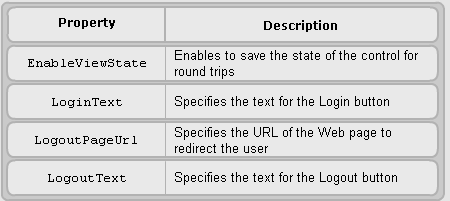 Property Description
EnableViewState Enables to save the state of the control for
round trips
LoginText Specifies the text for the Login button
LogoutPageUrl Specifies the URL of the Web page to
redirect the user
LogoutText Specifies the text for the Logout button